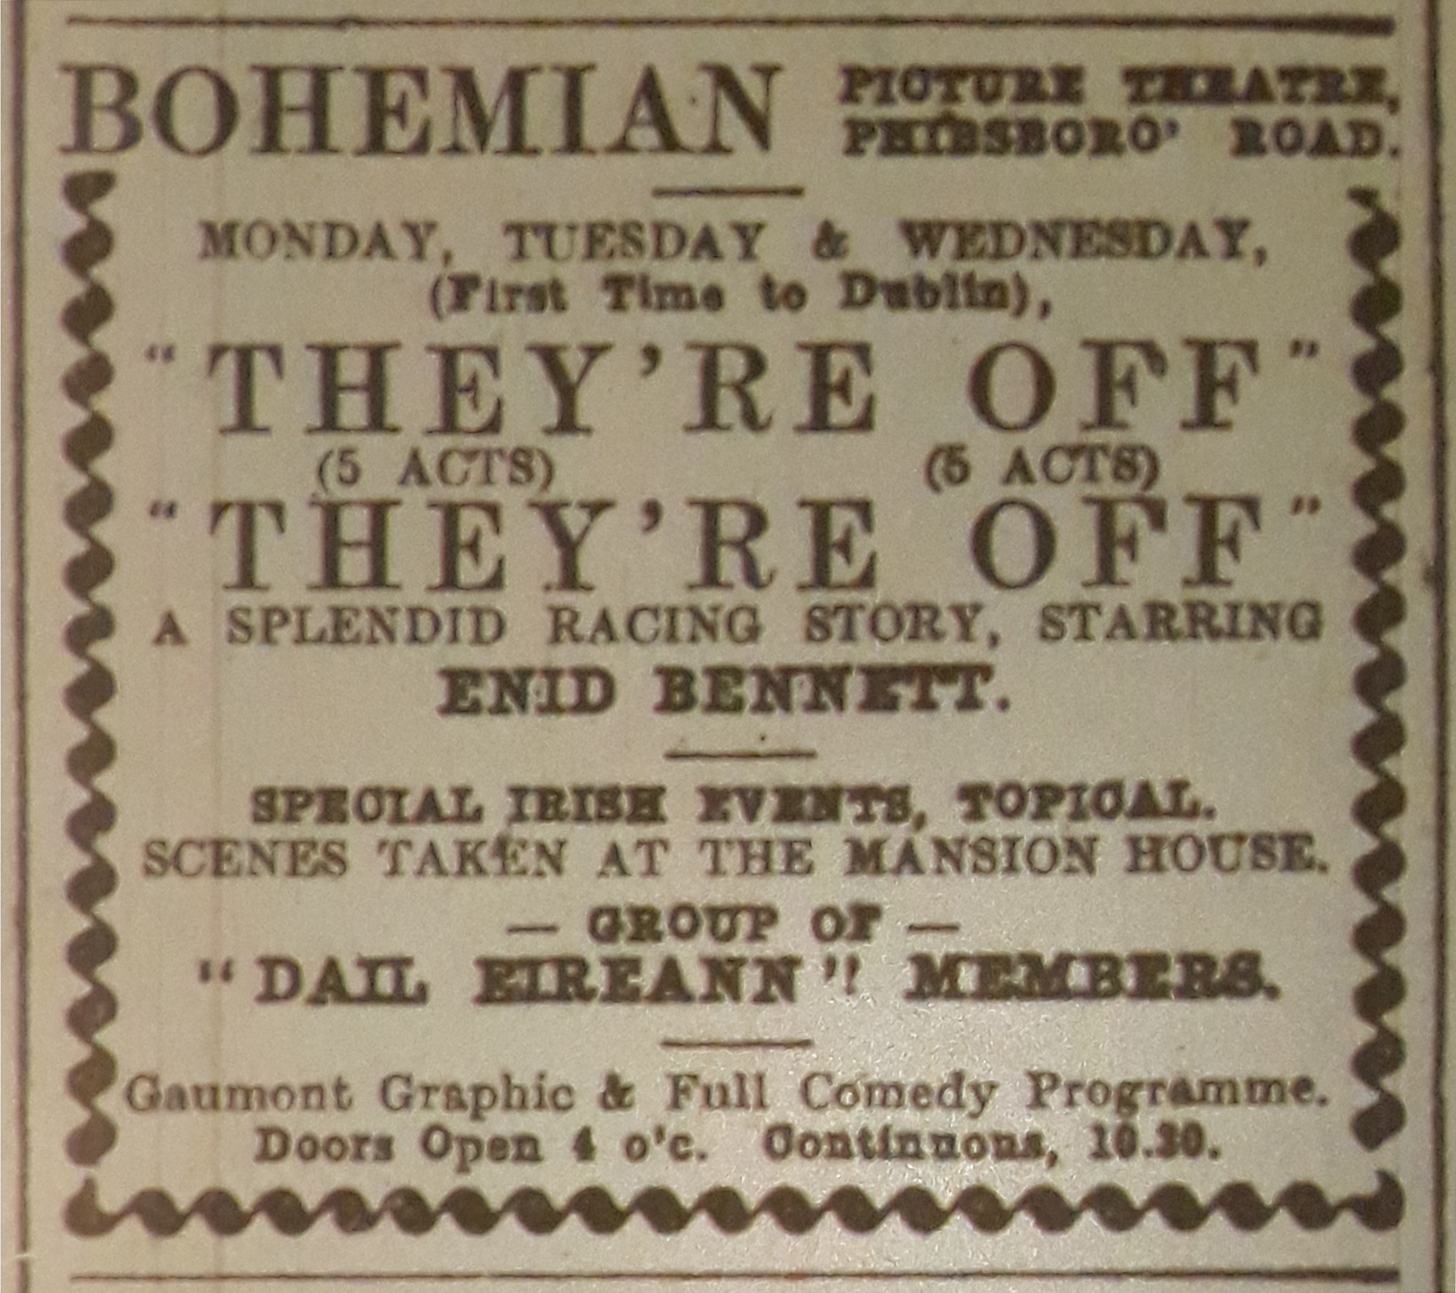 BOHEMIAN PICTURE THEATRE,
PHIBSBORO' ROAD.
MONDAY, TUESDAY & WEDNESDAY,
(First Time to Dublin),
"THEY'RE OFF"
(5 ACTS) (5 ACTS)
"THEY'RE OFF"
A SPLENDID RACING STORY, STARRING
ENID BENNETT.
SPECIAL IRISH EVENTS, TOPICAL.
SCENES TAKEN AT THE MANSION HOUSE.
— GROUP OF —
"DAIL EIREANN" MEMBERS.
Gaumont Graphic & Full Comedy Programme.
Doors Open 4 o'c. Continuous, 10.30.